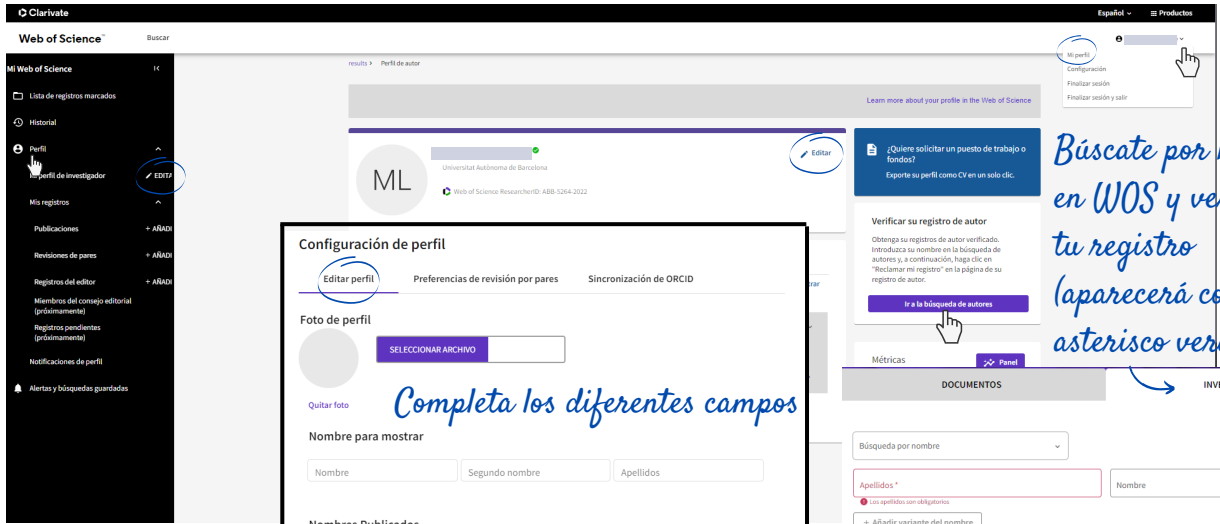 Clarivate
Español
Productos
Web of Science™
Buscar
Mi Web of Science
Lista de registros marcados
Historial
Perfil
perfil de investigador
EDITA
Mis registros
Publicaciones
+ AÑADI
Revisiones de pares
+ AÑADI
Registros del editor
+ AÑADI
Miembros del consejo editorial
(próximamente)
Registros pendientes
(próximamente)
Notificaciones de perfil
Alertas y búsquedas guardadas
results > Perfil de autor
Learn more about your profile in the Web of Science
Mi perfil
Configuración
Finalizar sesión
Finalizar sesión y salir
ML
Universitat Autònoma de Barcelona
Web of Science ResearcherID: ABB-5264-2022
Editar
¿Quiere solicitar un puesto de trabajo o
fondos?
Exporte su perfil como CV en un solo clic.
Verificar su registro de autor
Obtenga su registros de autor verificado.
Introduzca su nombre en la búsqueda de
autores y, a continuación, haga clic en
"Reclamar mi registro" en la página de su
registro de autor.
Ir a la búsqueda de autores
Métricas
Panel
Búscate por
en WOS y ve
tu registro
(aparecerá co
asterisco ver
Configuración de perfil
Editar perfil
Preferencias de revisión por pares
Sincronización de ORCID
Foto de perfil
SELECCIONAR ARCHIVO
Quitar foto
Completa los diferentes campos
Nombre para mostrar
Nombre
Segundo nombre
Apellidos
Nombres Publicados
rar
DOCUMENTOS
INVE
Búsqueda por nombre
Apellidos *
Nombre
Los apellidos son obligatorios
+ Añadir variante del nombre